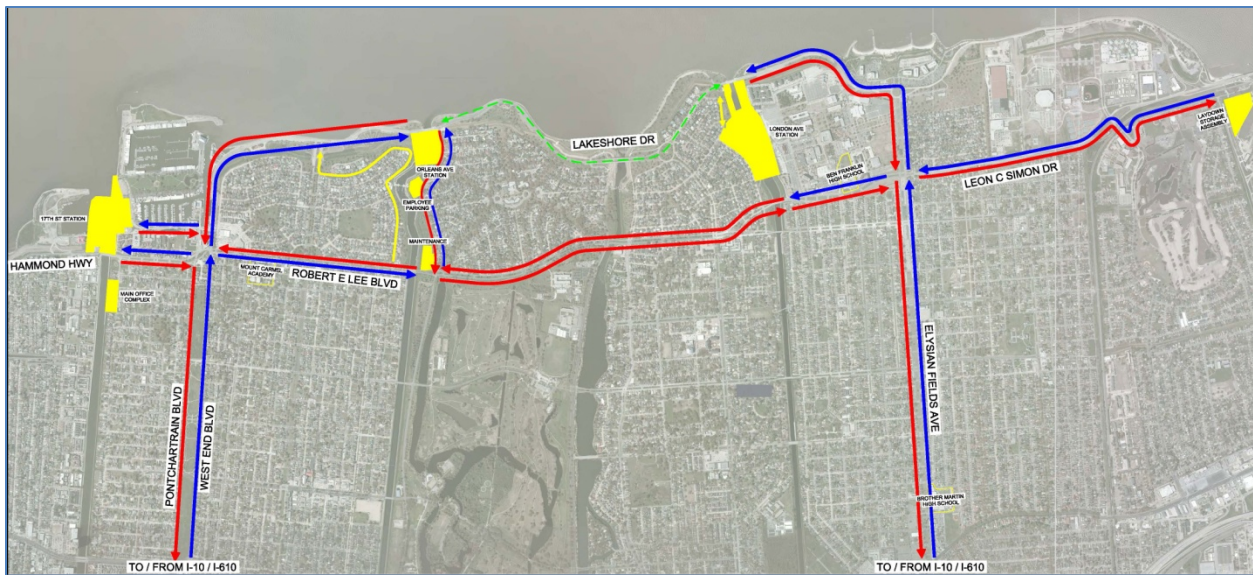 LAKESHORE DR
LONDON AVE
STATION
LAYDOWN
STORAGE
ASSEMBLY
ORLEANS AVE
STATION
BEN FRANKLIN
HIGH SCHOOL
LEON C SIMON DR
EMPLOYEE
PARKING
17TH ST STATION
MAINTENANCE
HAMMOND HWY
MOUNT CARMEL
ACADEMY
ROBERT E LEE BLVD
MAIN OFFICE
COMPLEX
PONTCHARTRAIN BLVD
WEST END BLVD
ELYSIAN FIELDS AVE
BROTHER MARTIN
HIGH SCHOOL
TO / FROM I-10 / I-610
TO / FROM I-10 / I-610